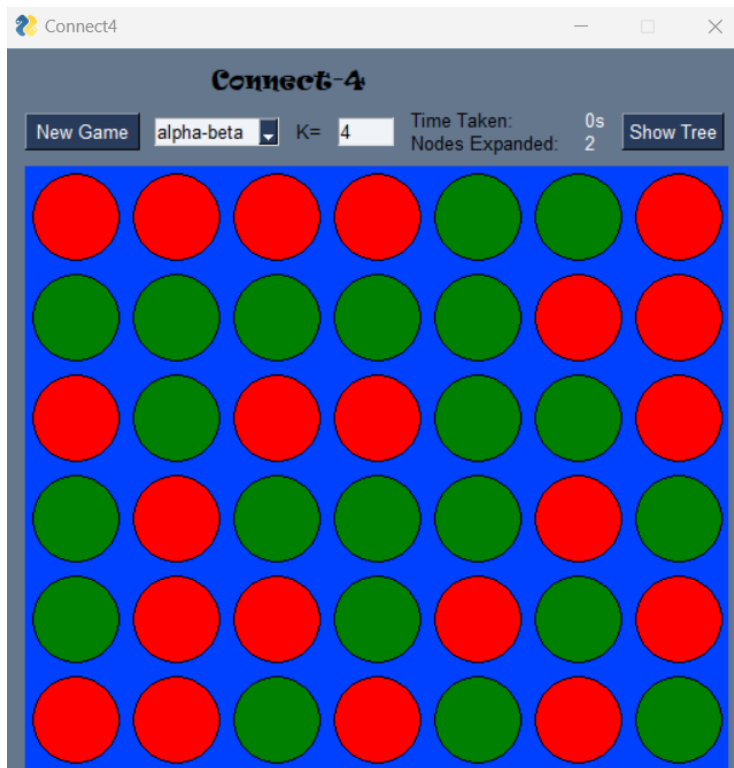 Connect4
Connect-4
New Game
alpha-beta
K=
4
Time Taken: 0s
Nodes Expanded: 2
Show Tree